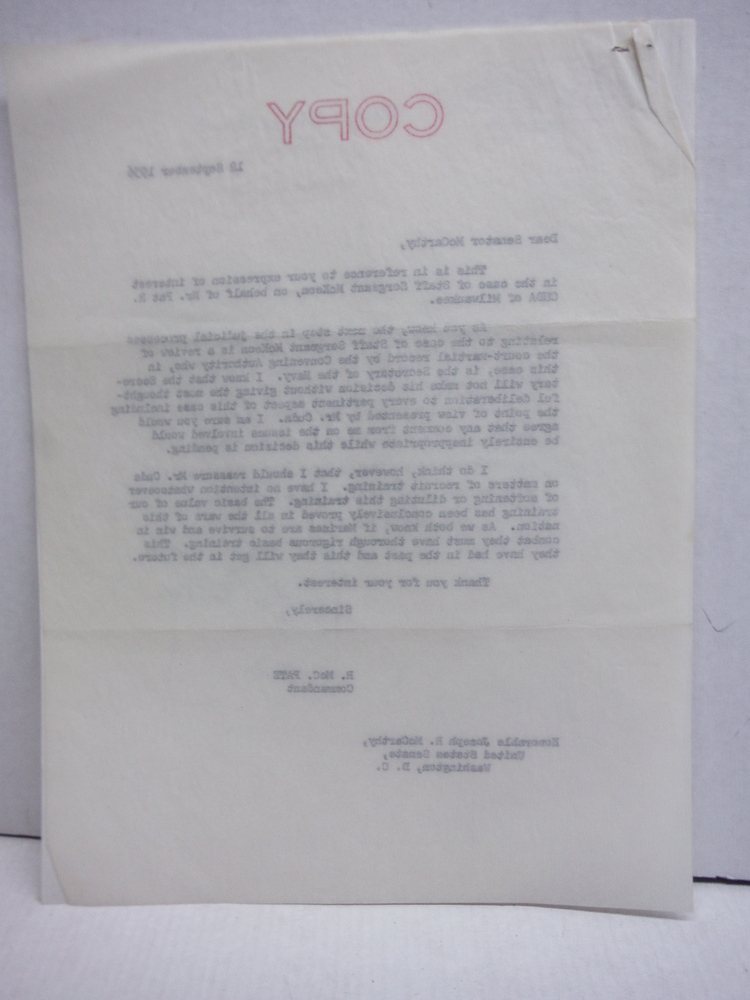 COPY
12 September 1956
Dear Senator McCarthy,
This is in reference to your expression of interest
in the case of Staff Sergeant McKeon, on behalf of Mr. Pat R.
of Milwaukee.
As you know, the next step in the judicial processes
relating to the case of Staff Sergeant McKeon is a review of
the court-martial record by the Convening Authority who, in
this case, is the Secretary of the Navy. I know that the Secre-
tary will not make his decision without giving the most thought-
ful deliberation to every pertinent aspect of this case including
the point of view presented by Mr. Cuda. I am sure you would
agree that any comment from me on the issues involved would
be entirely inappropriate while this decision is pending.
I do think, however, that I should reassure Mr. Cuda
on matters of recruit training. I have no intention whatsoever
of softening or diluting this training. The basic value of our
training has been conclusively proved in all the wars of this
nation. As we both know, if Marines are to survive and win in
combat they must have thorough rigorous basic training. This
they have had in the past and this they will get in the future.
Thank you for your interest.
Sincerely,
R. McC. PATE
Commandant
Honorable Joseph R. McCarthy,
United States Senate,
Washington, D. C.